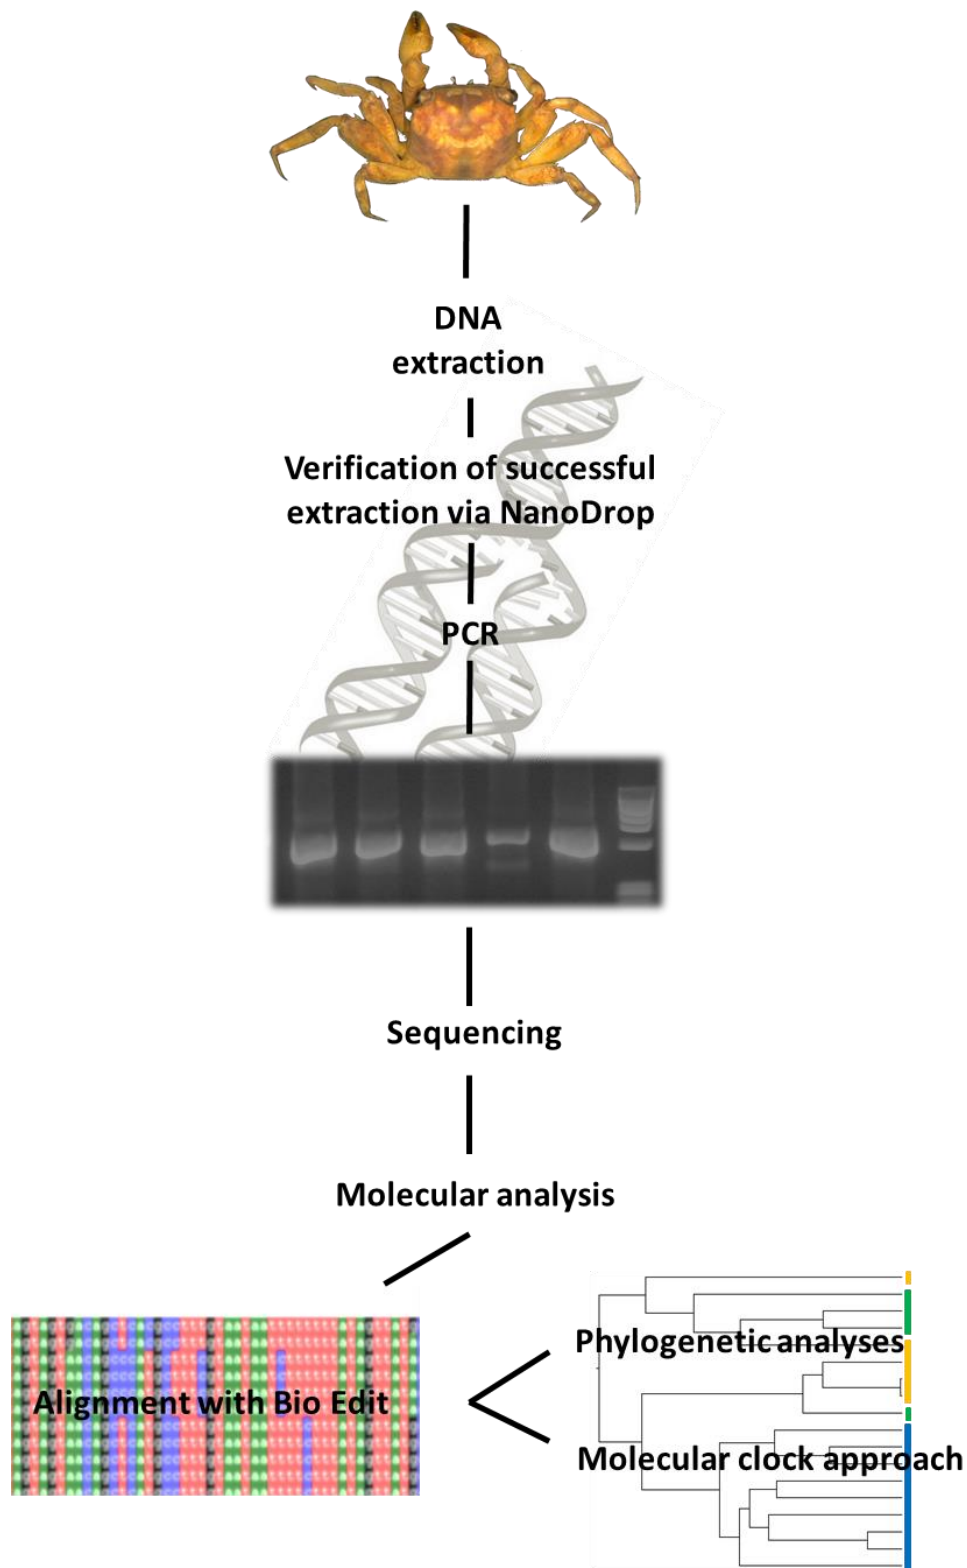 DNA
extraction
Verification of successful
extraction via NanoDrop
PCR
Sequencing
Molecular analysis
Phylogenetic analyses
Alignment with Bio Edit
Molecular clock approach